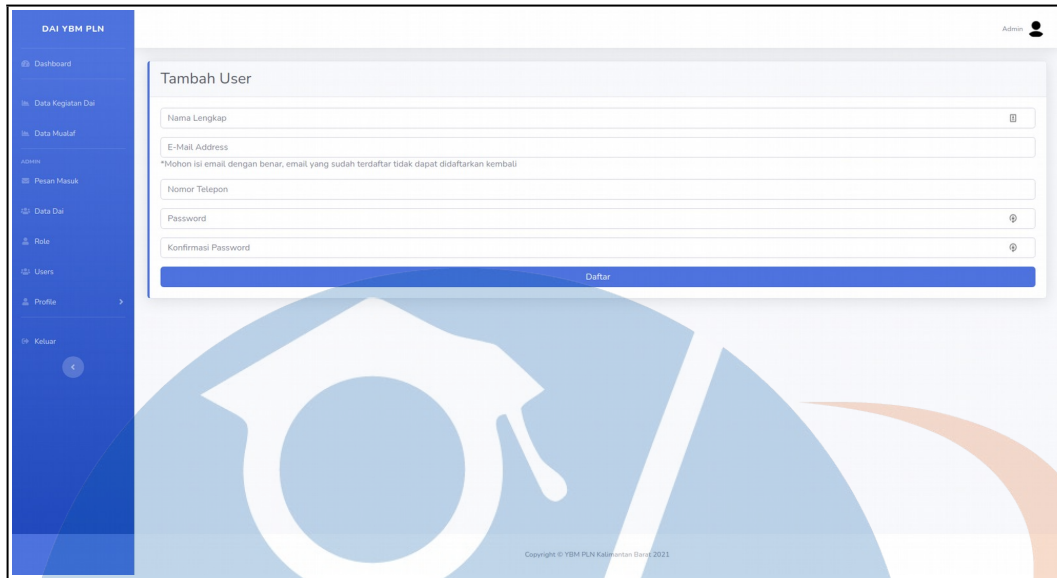 DAI YBM PLN
Admin
Dashboard
Data Kegiatan Dai
Data Mualaf
ADMIN
Pesan Masuk
Data Dai
Role
Users
Profile
Keluar
Tambah User
Nama Lengkap
E-Mail Address
*Mohon isi email dengan benar, email yang sudah terdaftar tidak dapat didaftarkan kembali
Nomor Telepon
Password
Konfirmasi Password
Daftar
Copyright © YBM PLN Kalimantan Barat 2021